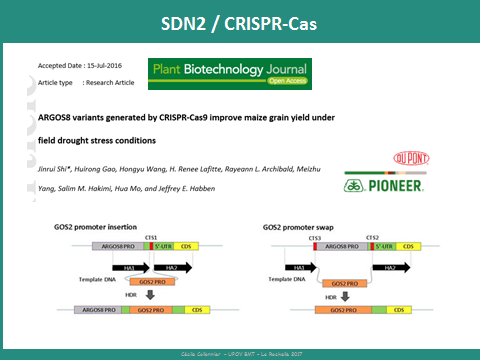 SDN2 / CRISPR-Cas
Accepted Date : 15-Jul-2016
Article type : Research Article
Plant Biotechnology Journal
Open Access
ARGOS8 variants generated by CRISPR-Cas9 improve maize grain yield under
field drought stress conditions
Jinrui Shi*, Huirong Gao, Hongyu Wang, H. Renee Lafitte, Rayeann L. Archibald, Meizhu
Yang, Salim M. Hakimi, Hua Mo, and Jeffrey E. Habben
DU PONT
PIONEER
GOS2 promoter insertion
CTS1
ARGOS8 PRO 5'-UTR CDS
HA1 HA2
Template DNA
GOS2 PRO
HDR
ARGOS8 PRO GOS2 PRO CDS
GOS2 promoter swap
CTS3 CTS2
ARGOS8 PRO 5'-UTR CDS
HA1 HA2
Template DNA
GOS2 PRO
HDR
GOS2 PRO CDS